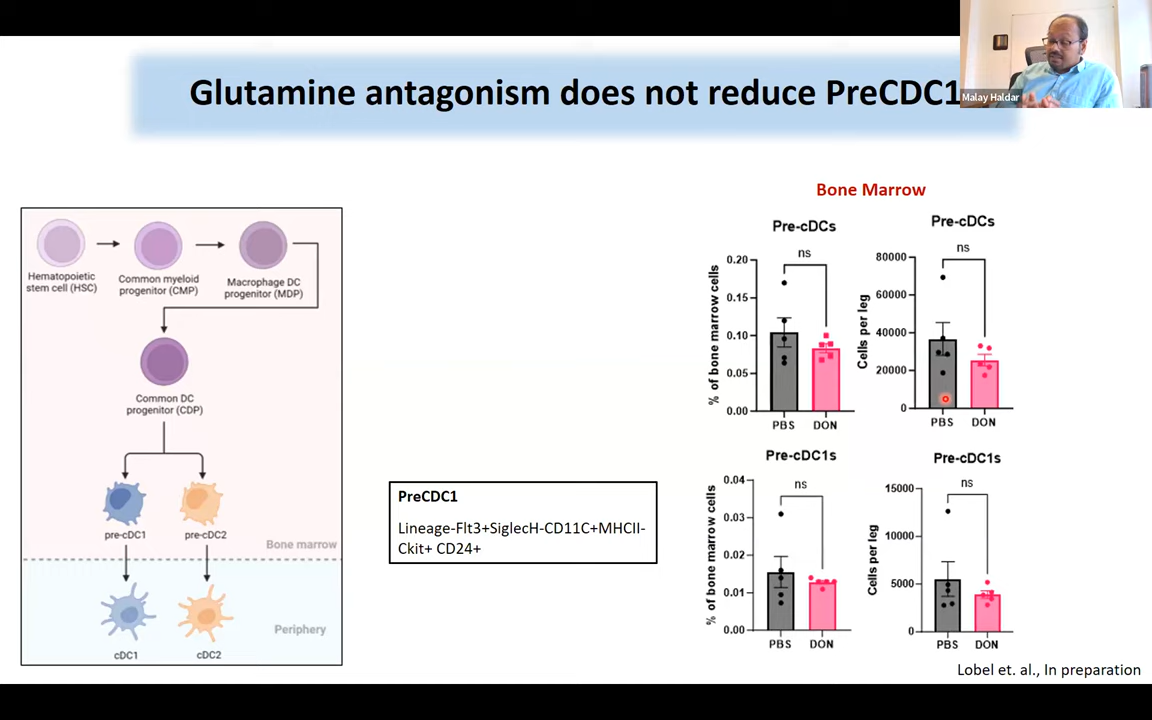 Glutamine antagonism does not reduce PreCDC1
Malay Haldar
Hematopoietic
stem cell (HSC)
Common myeloid
progenitor (CMP)
Macrophage DC
progenitor (MDP)
Common DC
progenitor (CDP)
pre-cDC1
pre-cDC2
Bone marrow
Periphery
cDC1
cDC2
PreCDC1
Lineage-Flt3+SiglecH-CD11C+MHCII-
Ckit+ CD24+
Bone Marrow
Pre-cDCs
ns
% of bone marrow cells
0.20
0.15
0.10
0.05
0.00
PBS DON
Pre-cDCs
ns
Cells per leg
80000
60000
40000
20000
0
PBS DON
Pre-cDC1s
ns
% of bone marrow cells
0.04
0.03
0.02
0.01
0.00
PBS DON
Pre-cDC1s
ns
Cells per leg
15000
10000
5000
0
PBS DON
Lobel et. al., In preparation